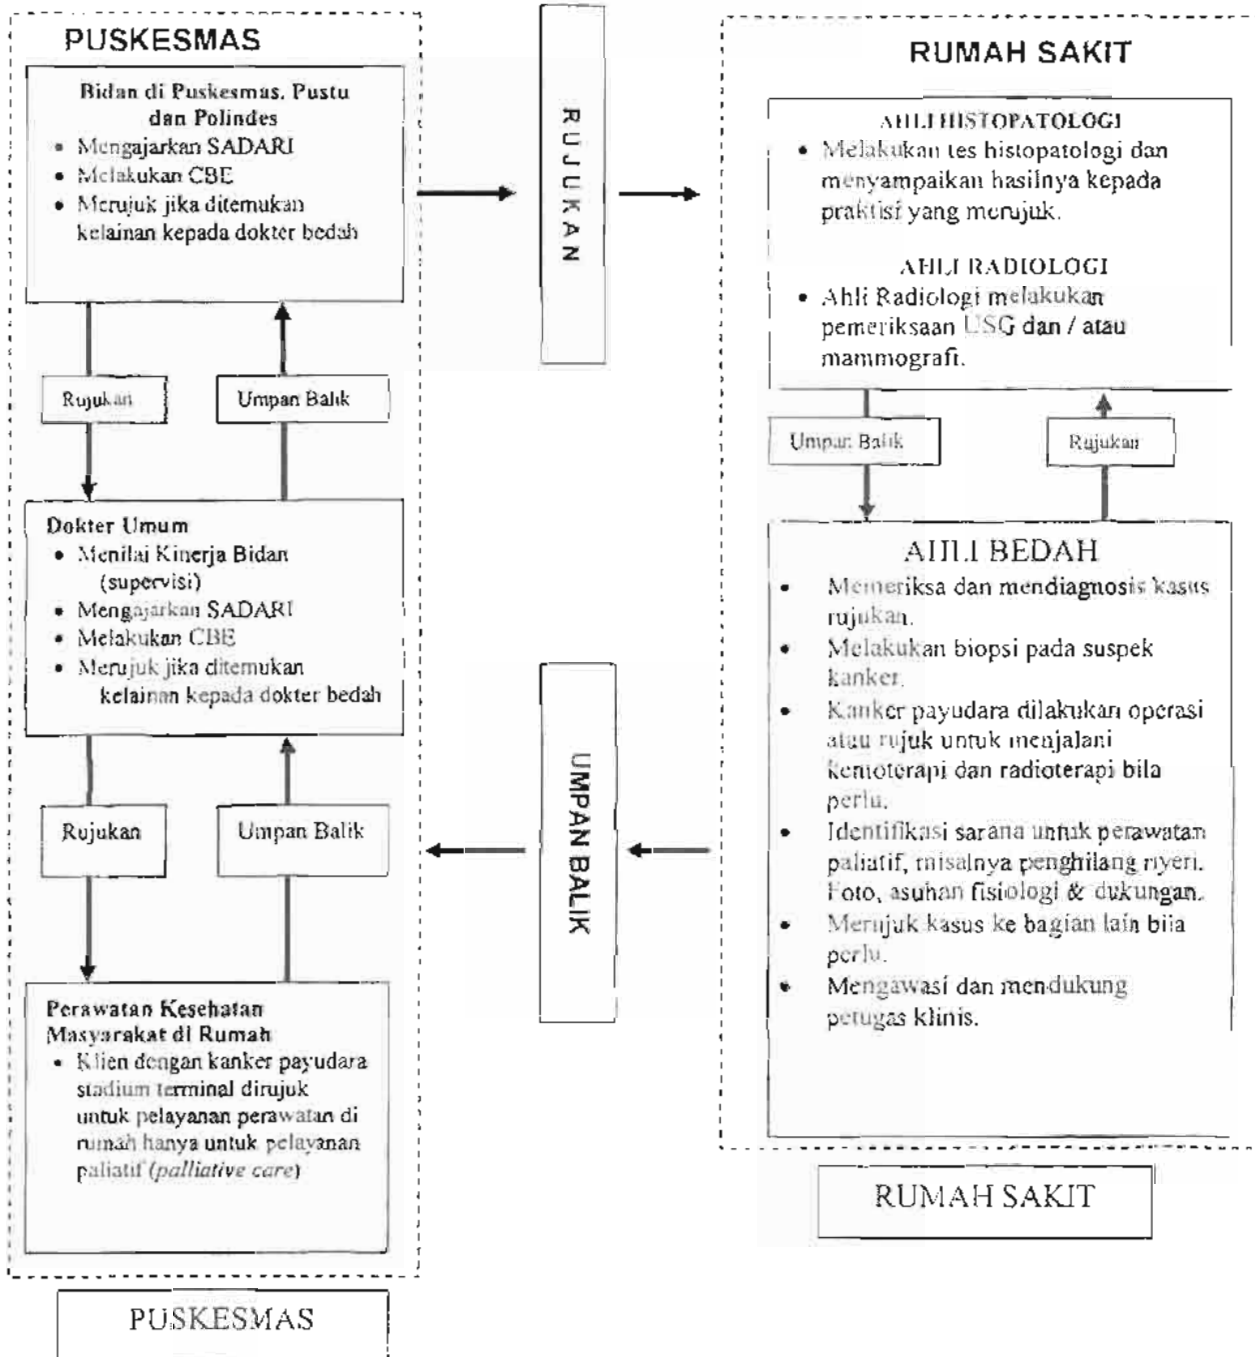 PUSKESMAS
Bidan di Puskesmas, Pustu
dan Polindes
• Mengajarkan SADARI
• Melakukan CBE
• Merujuk jika ditemukan
kelainan kepada dokter bedah
Rujukan
Umpan Balik
Dokter Umum
• Menilai Kinerja Bidan
(supervisi)
• Mengajarkan SADARI
• Melakukan CBE
• Merujuk jika ditemukan
kelainan kepada dokter bedah
Rujukan
Umpan Balik
Perawatan Kesehatan
Masyarakat di Rumah
• Klien dengan kanker payudara
stadium terminal dirujuk
untuk pelayanan perawatan di
rumah hanya untuk pelayanan
paliatif (palliative care)
PUSKESMAS
RUJUKAN
UMPAN BALIK
RUMAH SAKIT
AHLI HISTOPATOLOGI
• Melakukan tes histopatologi dan
menyampaikan hasilnya kepada
praktisi yang merujuk.
AHLI RADIOLOGI
• Ahli Radiologi melakukan
pemeriksaan USG dan / atau
mammografi.
Umpan Balik
Rujukan
AHLI BEDAH
• Memeriksa dan mendiagnosis kasus
rujukan.
• Melakukan biopsi pada suspek
kanker.
• Kanker payudara dilakukan operasi
atau rujuk untuk menjalani
kemoterapi dan radioterapi bila
perlu.
• Identifikasi sarana untuk perawatan
paliatif, misalnya penghilang nyeri.
Foto, asuhan fisiologi & dukungan.
• Merujuk kasus ke bagian lain bila
perlu.
• Mengawasi dan mendukung
petugas klinis.
RUMAH SAKIT